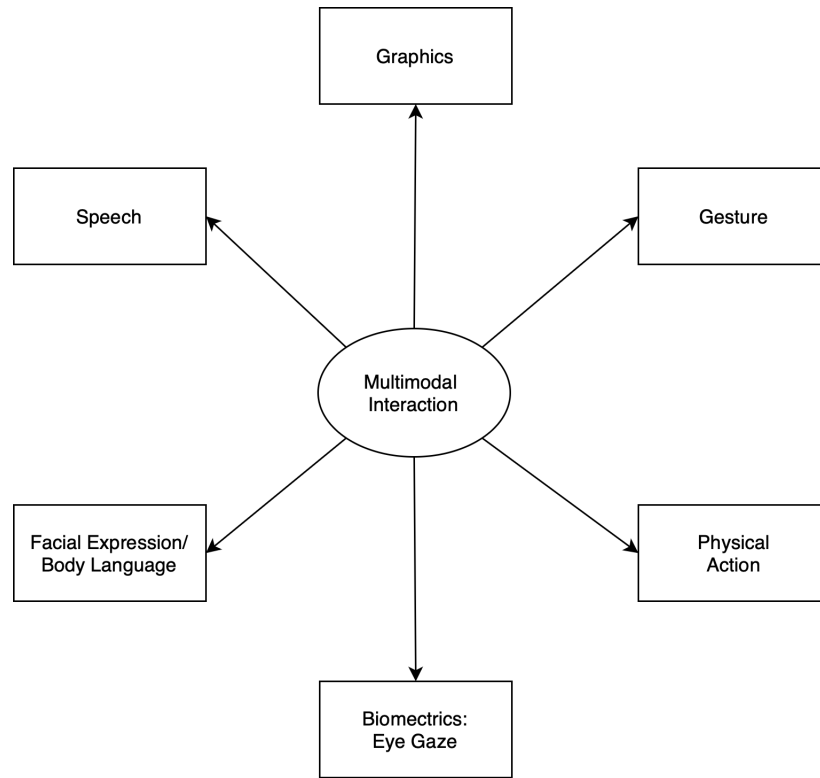 Graphics
Speech
Gesture
Multimodal
Interaction
Facial Expression/
Body Language
Physical
Action
Biomectrics:
Eye Gaze